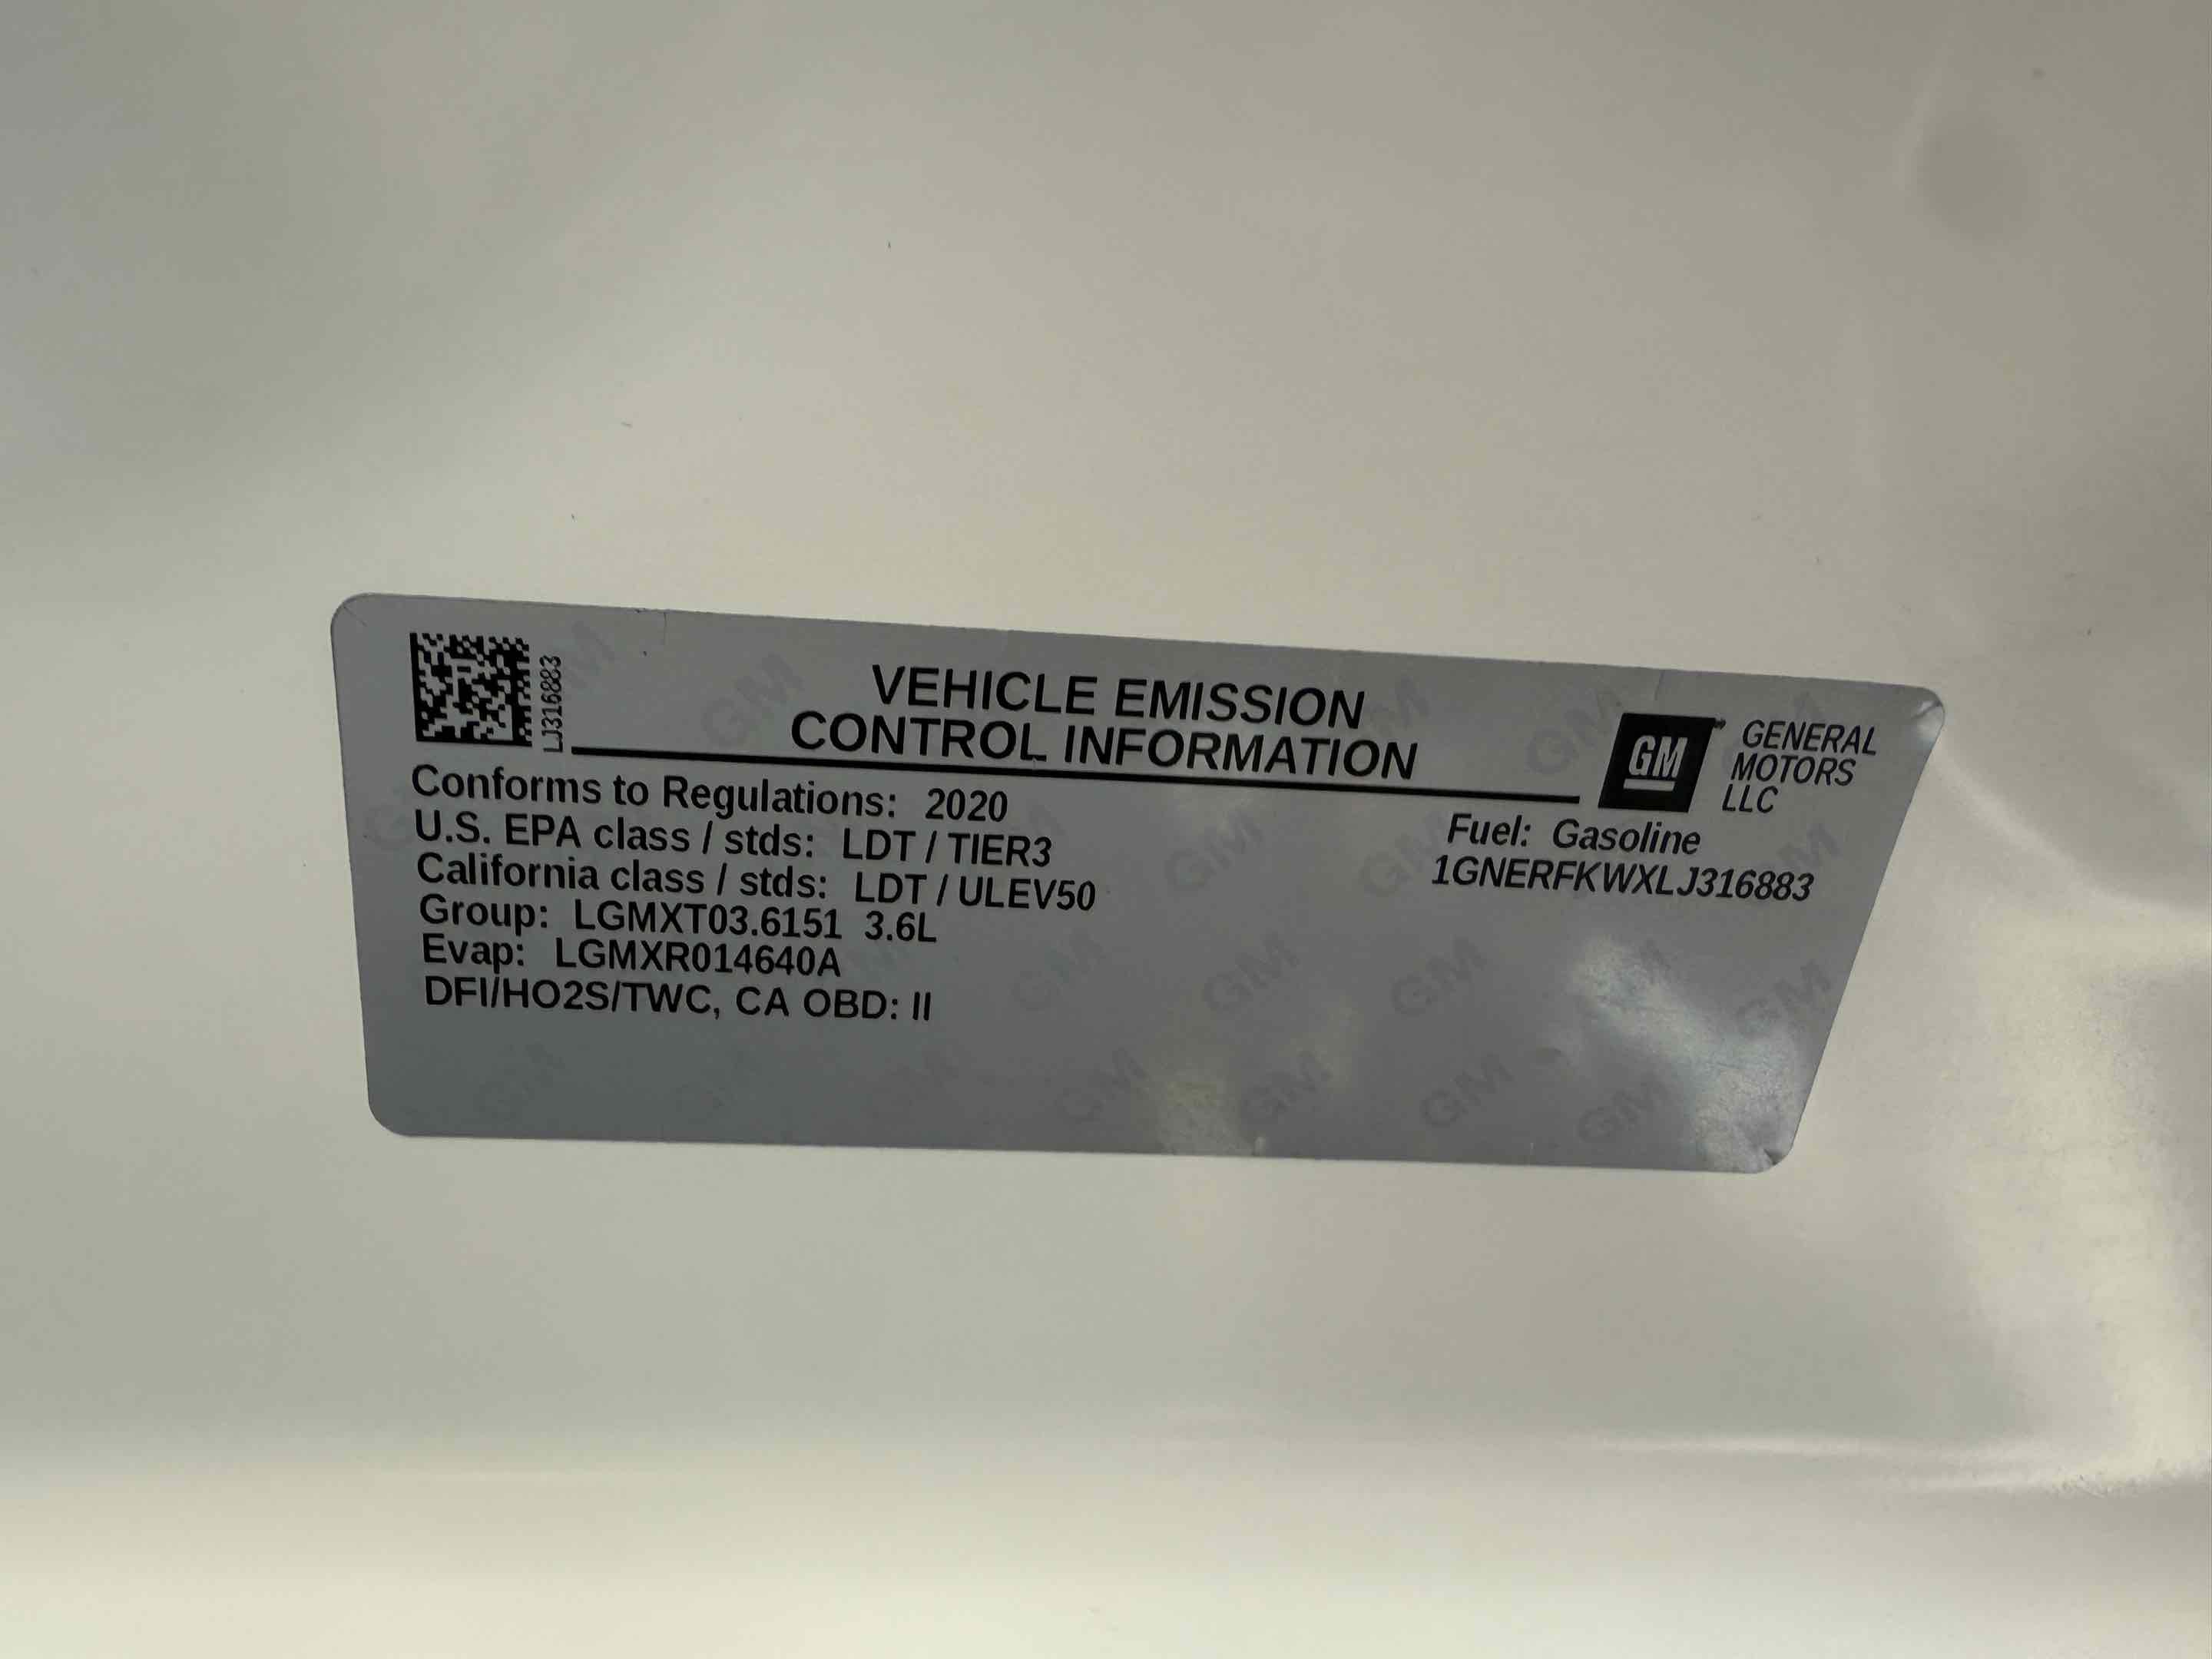 LJ316883
VEHICLE EMISSION
CONTROL INFORMATION
GM
GENERAL
MOTORS
LLC
Conforms to Regulations: 2020
U.S. EPA class / stds: LDT / TIER3
California class / stds: LDT / ULEV50
Group: LGMXT03.6151 3.6L
Evap: LGMXR014640A
DFI/HO2S/TWC, CA OBD: II
Fuel: Gasoline
1GNERFKWXLJ316883